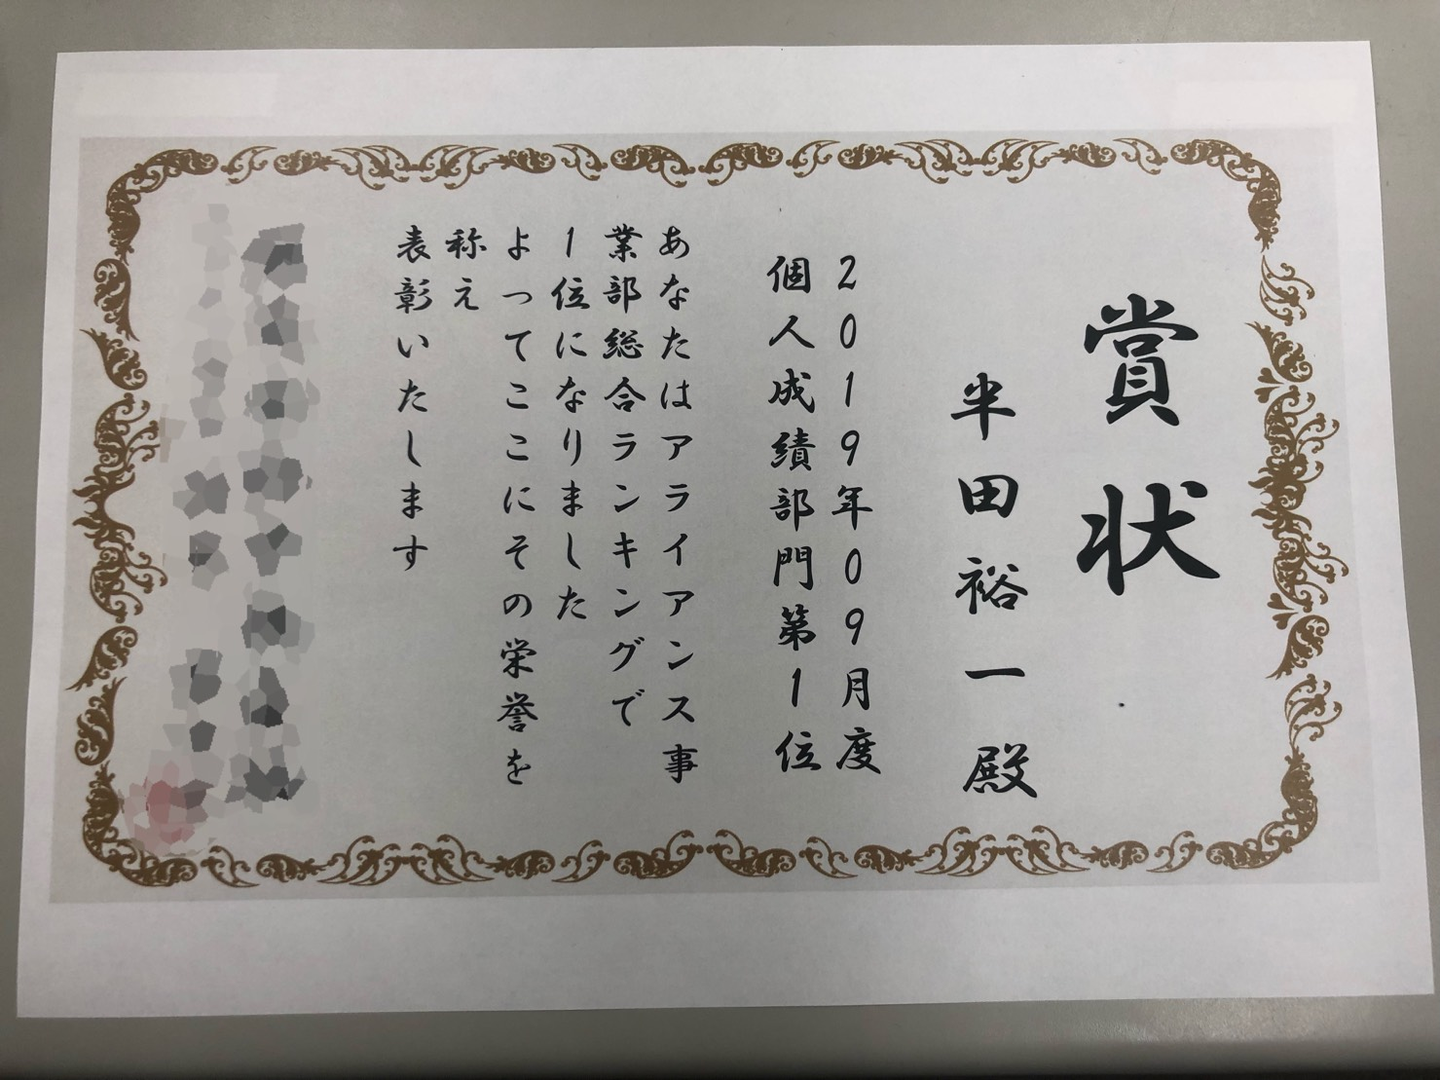 賞状
半田裕一殿
2019年09月度
個人成績部門第1位
あなたはアライアンス事
業部総合ランキングで
1位になりました
よってここにその栄誉を
称え
表彰いたします